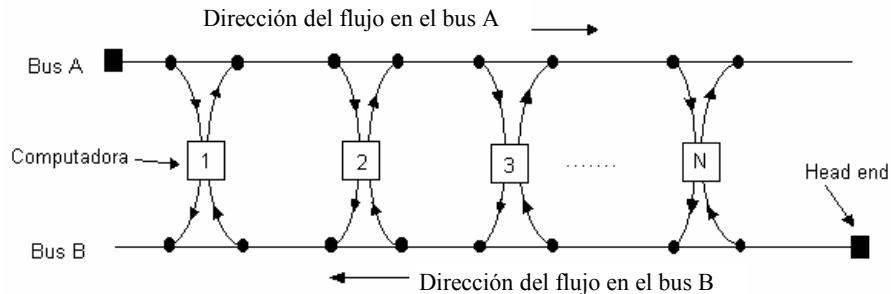 Dirección del flujo en el bus A
Bus A
Computadora
1
2
3
.......
N
Head end
Bus B
Dirección del flujo en el bus B